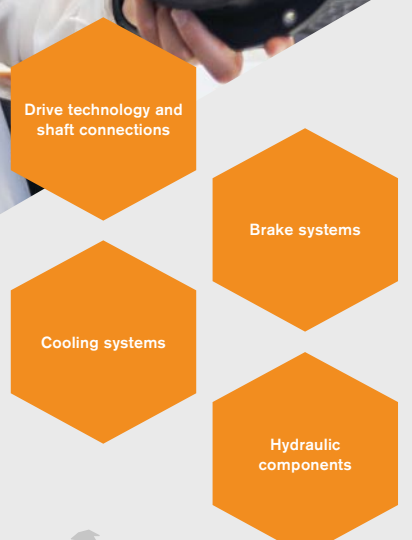 Drive technology and
shaft connections
Brake systems
Cooling systems
Hydraulic
components